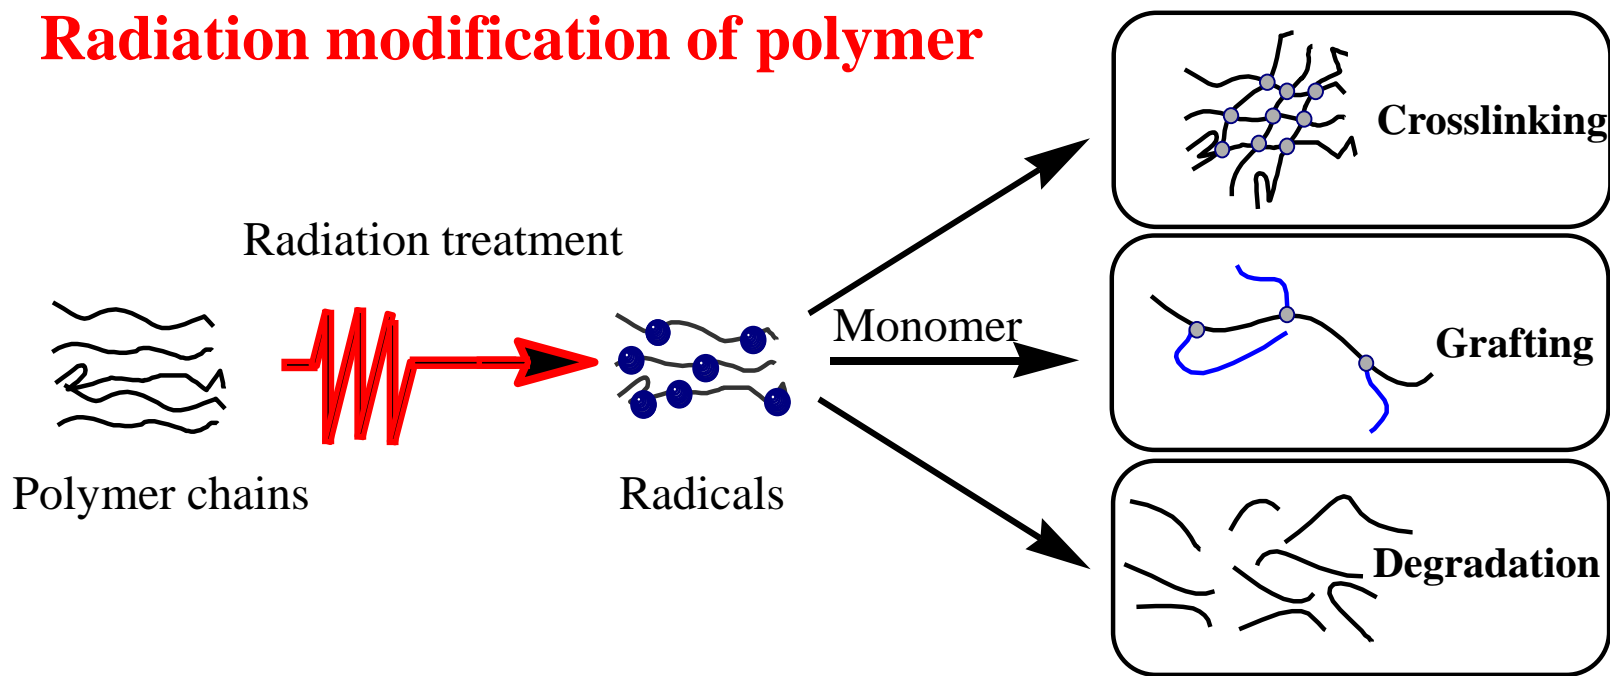 Radiation modification of polymer
Crosslinking
Radiation treatment
Monomer
Grafting
Polymer chains
Radicals
Degradation